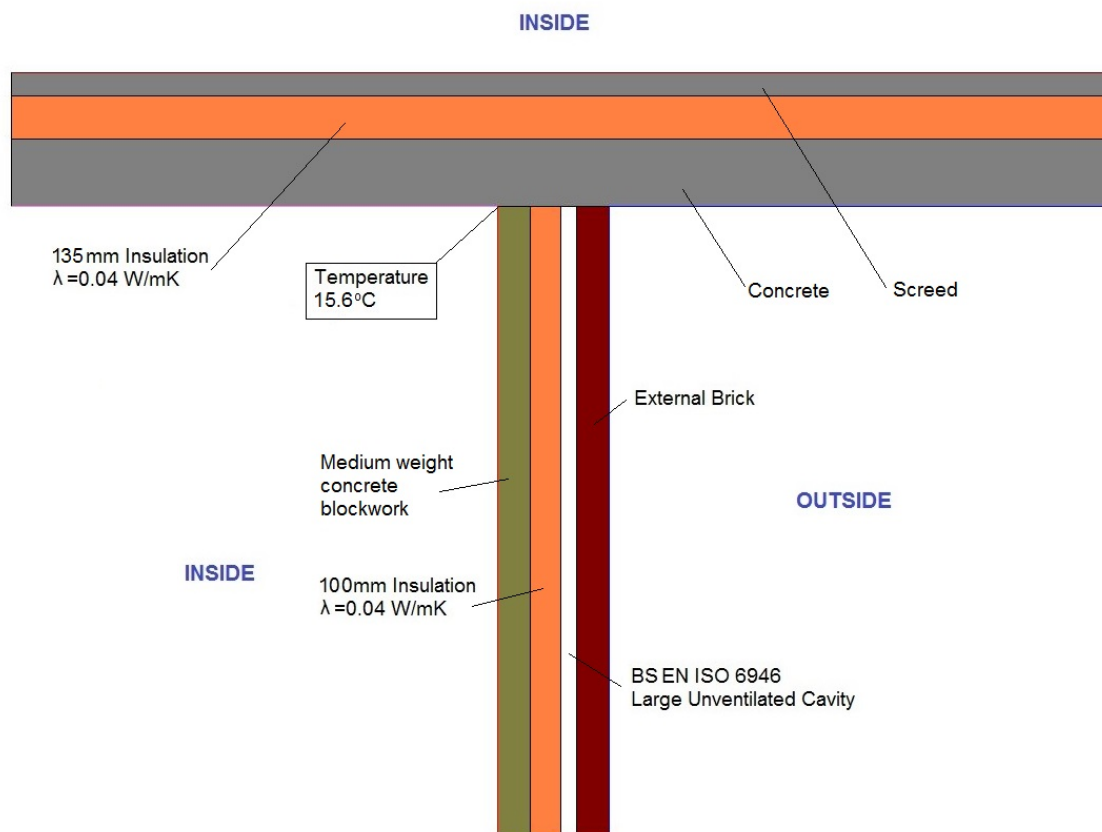 INSIDE
135mm Insulation
λ=0.04 W/mK
Temperature
15.6°C
Concrete
Screed
External Brick
Medium weight
concrete
blockwork
OUTSIDE
INSIDE
100mm Insulation
λ=0.04 W/mK
BS EN ISO 6946
Large Unventilated Cavity